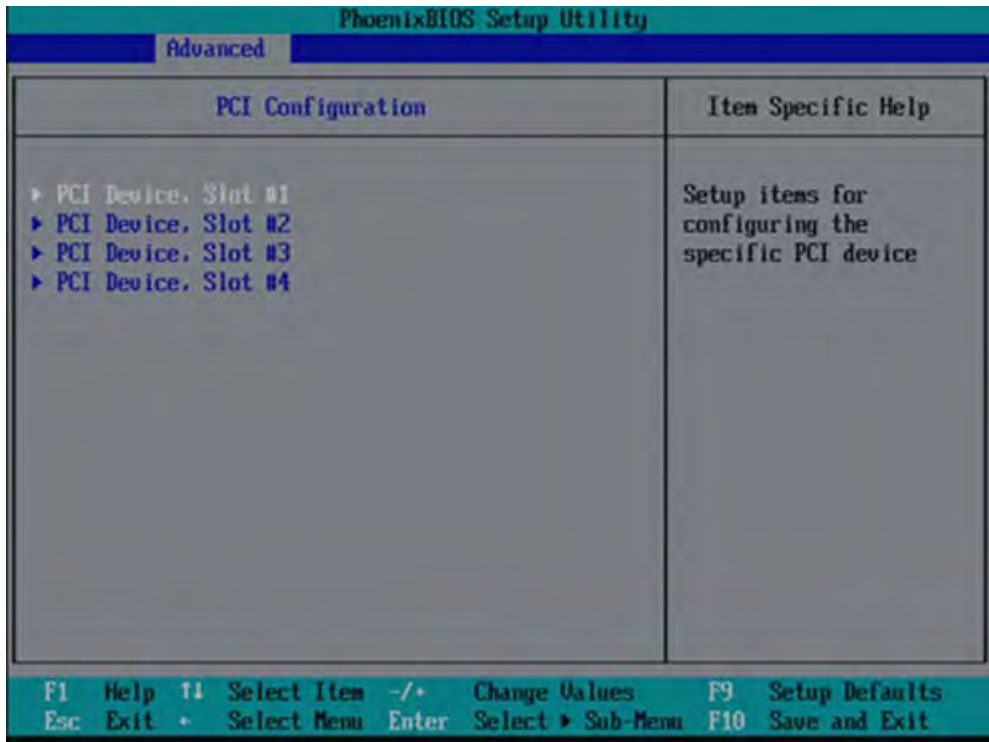 PhoenixBIOS Setup Utility
Advanced
PCI Configuration
Item Specific Help
▶ PCI Device, Slot #1
▶ PCI Device, Slot #2
▶ PCI Device, Slot #3
▶ PCI Device, Slot #4
Setup items for
configuring the
specific PCI device
F1 Help ↑↓ Select Item -/+ Change Values F9 Setup Defaults
Esc Exit ← Select Menu Enter Select ▶ Sub-Menu F10 Save and Exit